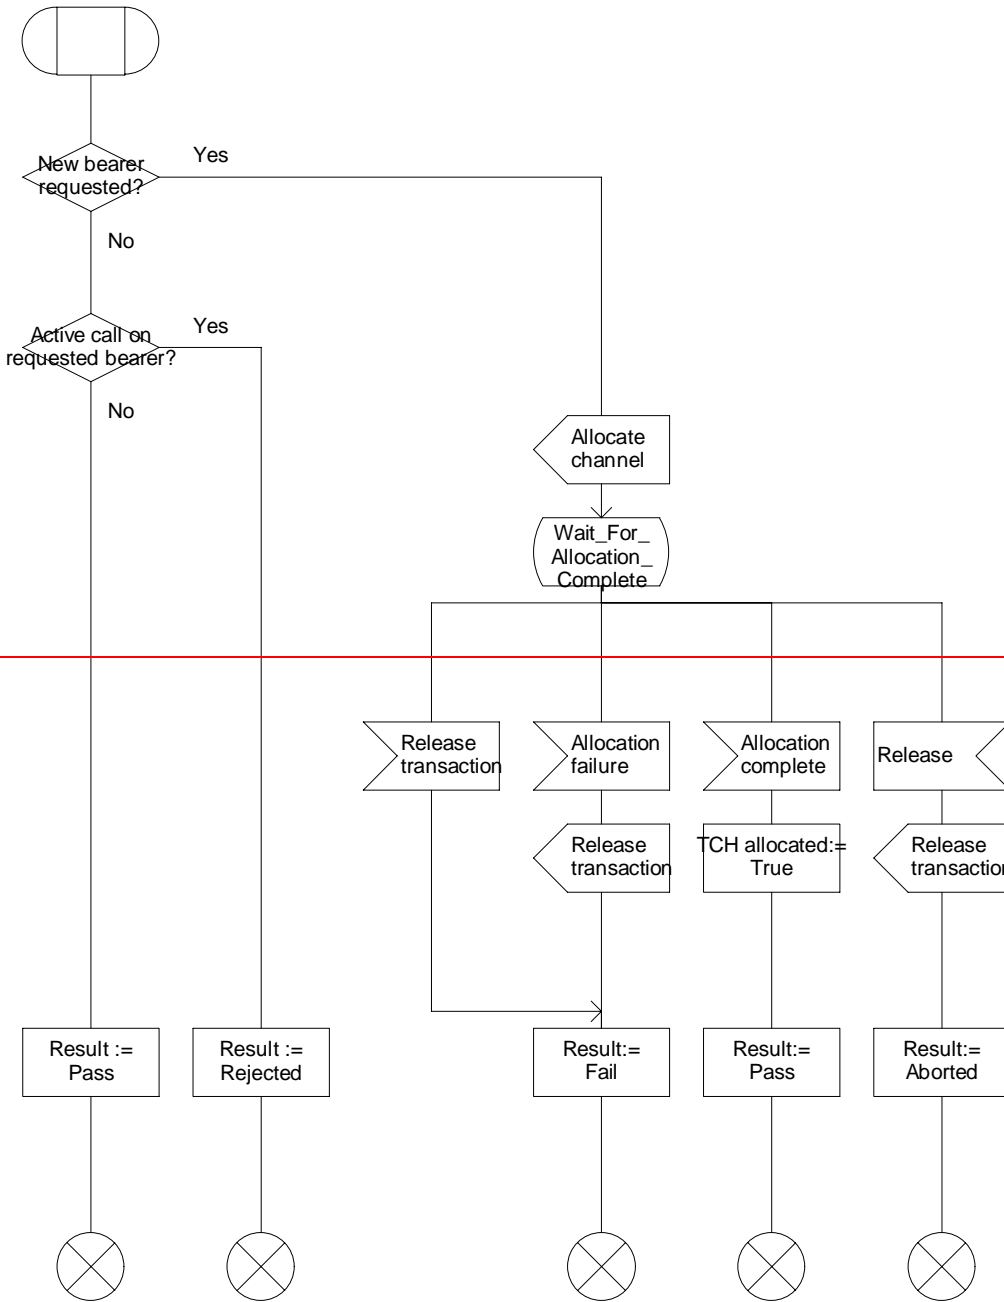 New bearer
requested?
Yes
No
Active call on
requested bearer?
Yes
No
Allocate
channel
Wait_For_
Allocation_
Complete
Release
transaction
Allocation
failure
Allocation
complete
Release
Release
transaction
TCH allocated:=
True
Release
transaction
Result :=
Pass
Result :=
Rejected
Result:=
Fail
Result:=
Pass
Result:=
Aborted